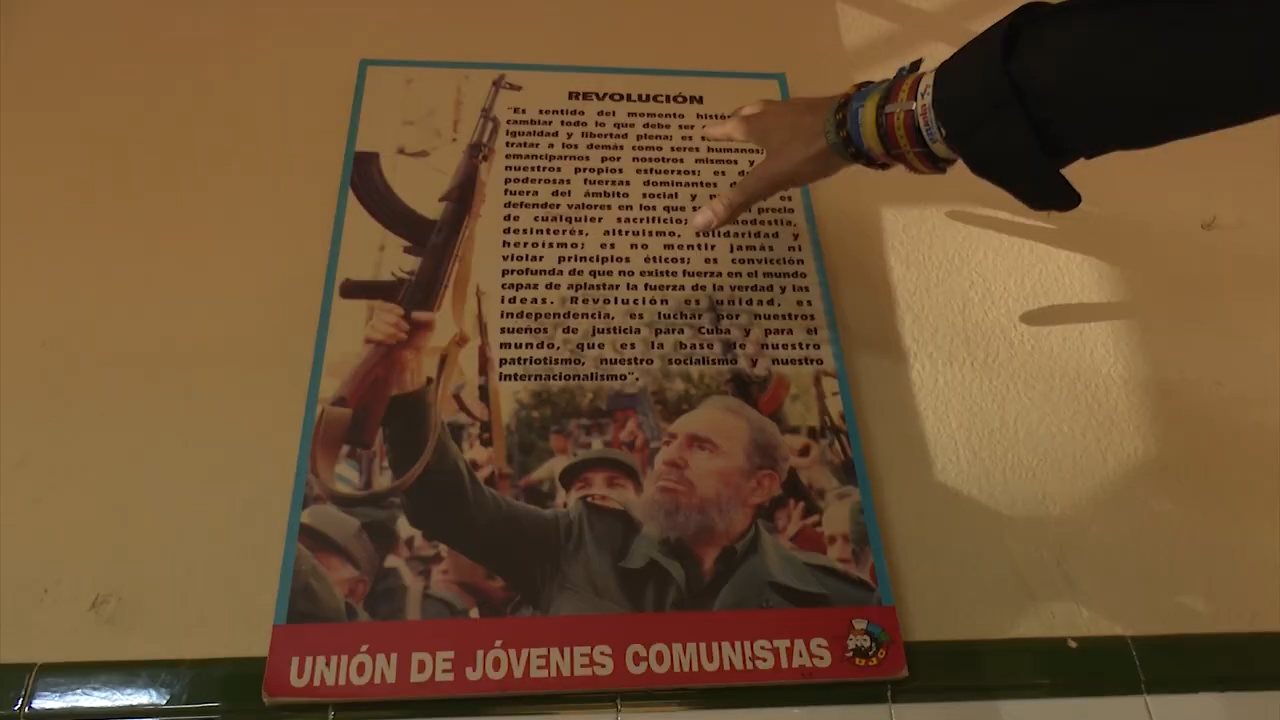 REVOLUCIÓN
"Es sentido del momento histó
cambiar todo lo que debe ser
igualdad y libertad plena; es
tratar a los demás como seres humanos;
emanciparnos por nosotros mismos y
nuestros propios esfuerzos; es
poderosas fuerzas dominantes
fuera del ámbito social y es
defender valores en los que precio
de cualquier sacrificio; modestia,
desinterés, altruismo, solidaridad y
heroísmo; es no mentir jamás ni
violar principios éticos; es convicción
profunda de que no existe fuerza en el mundo
capaz de aplastar la fuerza de la verdad y las
ideas. Revolución es unidad, es
independencia, es luchar por nuestros
sueños de justicia para Cuba y para el
mundo, que es la base de nuestro
patriotismo, nuestro socialismo y nuestro
internacionalismo".
UNIÓN DE JÓVENES COMUNISTAS
UJC